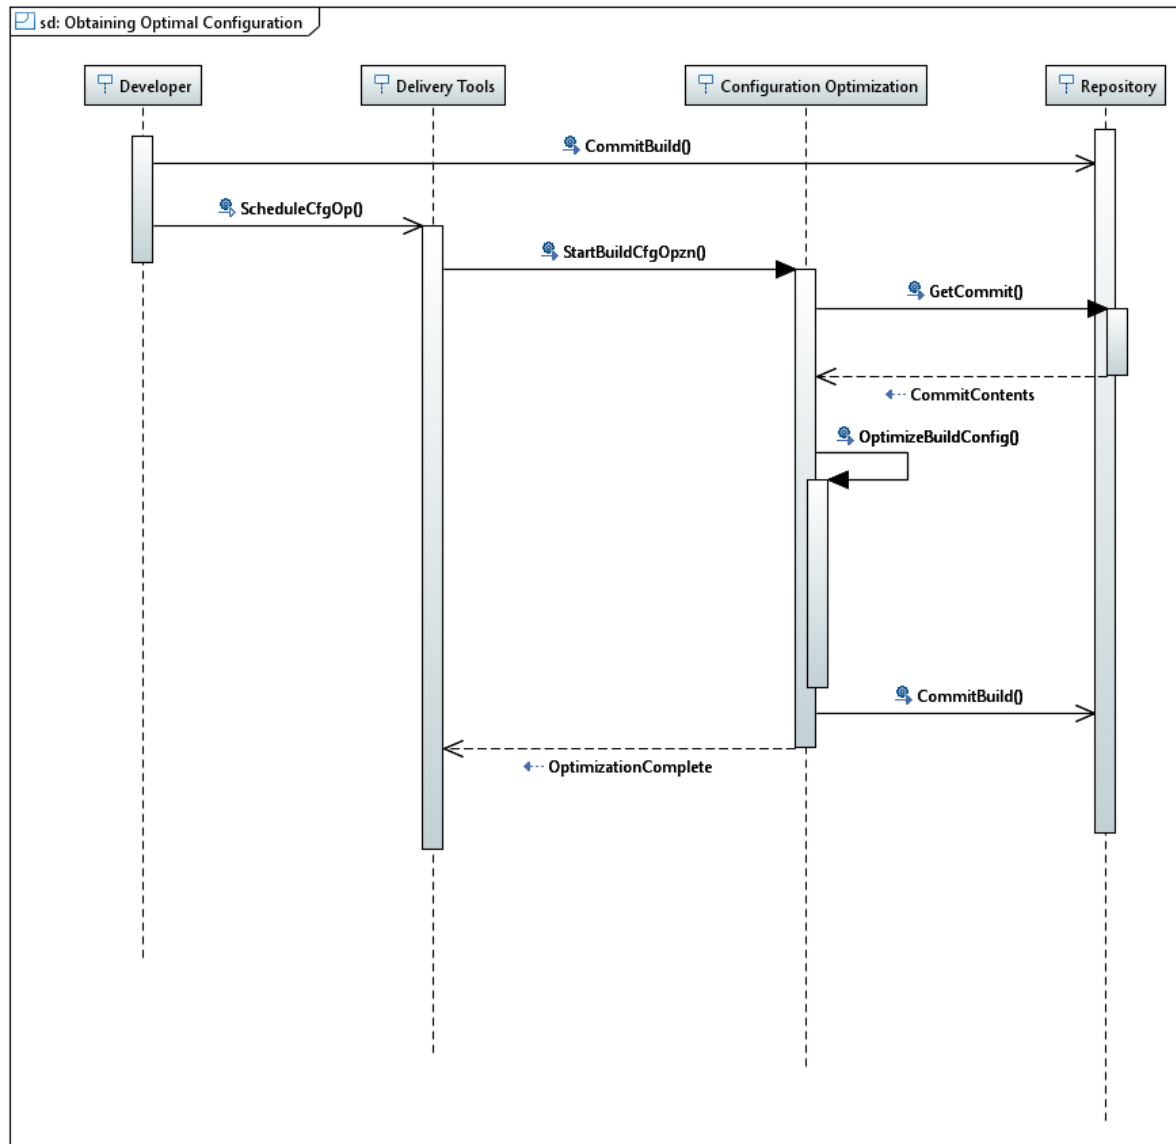 sd: Obtaining Optimal Configuration
Developer
Delivery Tools
Configuration Optimization
Repository
CommitBuild()
ScheduleCfgOp()
StartBuildCfgOpzn()
GetCommit()
CommitContents
OptimizeBuildConfig()
CommitBuild()
OptimizationComplete